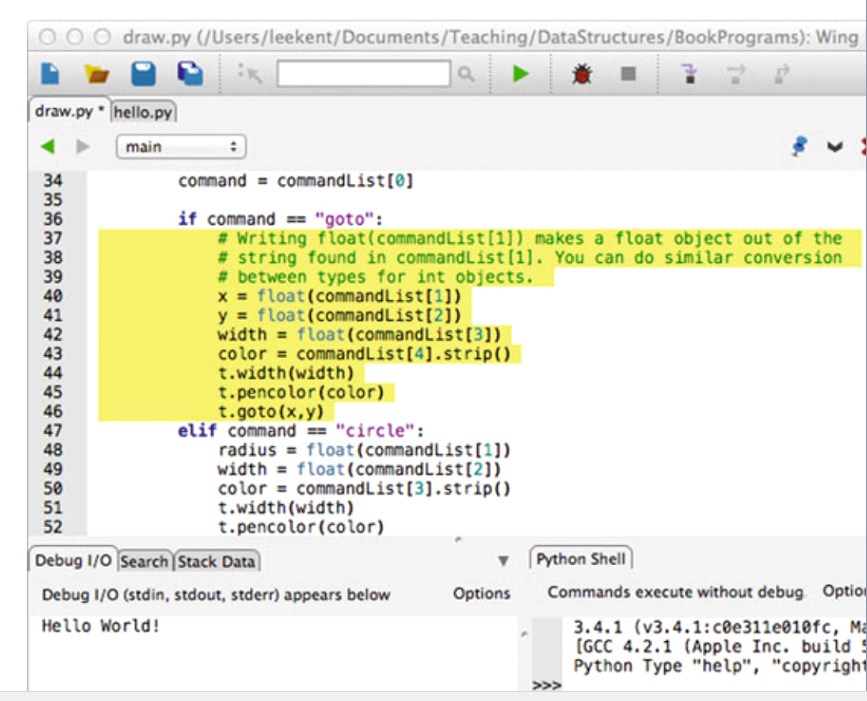 draw.py (/Users/leekent/Documents/Teaching/DataStructures/BookPrograms): Wing
draw.py * hello.py
main
34 command = commandList[0]
35
36 if command == "goto":
37 # Writing float(commandList[1]) makes a float object out of the
38 # string found in commandList[1]. You can do similar conversion
39 # between types for int objects.
40 x = float(commandList[1])
41 y = float(commandList[2])
42 width = float(commandList[3])
43 color = commandList[4].strip()
44 t.width(width)
45 t.pencolor(color)
46 t.goto(x,y)
47 elif command == "circle":
48 radius = float(commandList[1])
49 width = float(commandList[2])
50 color = commandList[3].strip()
51 t.width(width)
52 t.pencolor(color)
Debug I/O Search Stack Data
Debug I/O (stdin, stdout, stderr) appears below Options
Hello World!
Python Shell
Commands execute without debug. Option
3.4.1 (v3.4.1:c0e311e010fc, Ma
[GCC 4.2.1 (Apple Inc. build 5
Python Type "help", "copyright
>>>